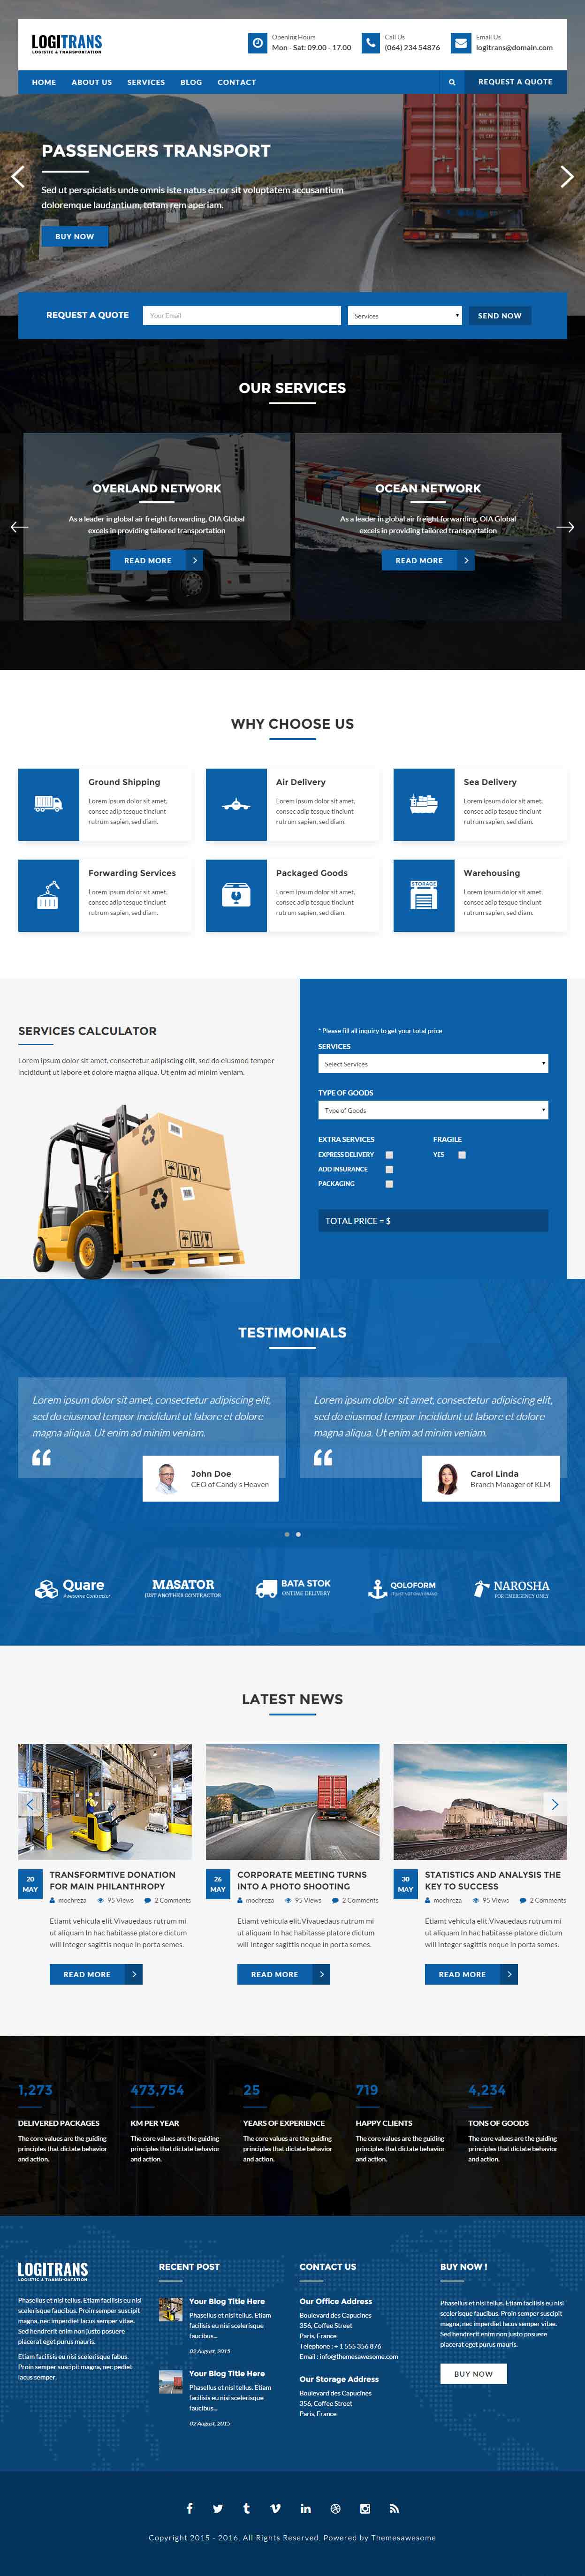 LOGITRANS
LOGISTIC & TRANSPORTATION
Opening Hours
Mon - Sat: 09.00 - 17.00
Call Us
(064) 234 54876
Email Us
logitrans@domain.com
HOME ABOUT US SERVICES BLOG CONTACT
REQUEST A QUOTE
PASSENGERS TRANSPORT
Sed ut perspiciatis unde omnis iste natus error sit voluptatem accusantium
doloremque laudantium, totam rem aperiam.
BUY NOW
REQUEST A QUOTE
Your Email
Services
SEND NOW
OUR SERVICES
OVERLAND NETWORK
As a leader in global air freight forwarding, OIA Global
excels in providing tailored transportation
READ MORE
OCEAN NETWORK
As a leader in global air freight forwarding, OIA Global
excels in providing tailored transportation
READ MORE
WHY CHOOSE US
Ground Shipping
Lorem ipsum dolor sit amet,
consec adip tesque tinciunt
rutrum sapien, sed diam.
Air Delivery
Lorem ipsum dolor sit amet,
consec adip tesque tinciunt
rutrum sapien, sed diam.
Sea Delivery
Lorem ipsum dolor sit amet,
consec adip tesque tinciunt
rutrum sapien, sed diam.
Forwarding Services
Lorem ipsum dolor sit amet,
consec adip tesque tinciunt
rutrum sapien, sed diam.
Packaged Goods
Lorem ipsum dolor sit amet,
consec adip tesque tinciunt
rutrum sapien, sed diam.
STORAGE
Warehousing
Lorem ipsum dolor sit amet,
consec adip tesque tinciunt
rutrum sapien, sed diam.
SERVICES CALCULATOR
Lorem ipsum dolor sit amet, consectetur adipiscing elit, sed do eiusmod tempor
incididunt ut labore et dolore magna aliqua. Ut enim ad minim veniam.
* Please fill all inquiry to get your total price
SERVICES
Select Services
TYPE OF GOODS
Type of Goods
EXTRA SERVICES
EXPRESS DELIVERY
ADD INSURANCE
PACKAGING
FRAGILE
YES
TOTAL PRICE = $
TESTIMONIALS
Lorem ipsum dolor sit amet, consectetur adipiscing elit,
sed do eiusmod tempor incididunt ut labore et dolore
magna aliqua. Ut enim ad minim veniam.
John Doe
CEO of Candy's Heaven
Lorem ipsum dolor sit amet, consectetur adipiscing elit,
sed do eiusmod tempor incididunt ut labore et dolore
magna aliqua. Ut enim ad minim veniam.
Carol Linda
Branch Manager of KLM
Quare
Awesome Contractor
MASATOR
JUST ANOTHER CONTRACTOR
BATA STOK
ONTIME DELIVERY
QOLOFORM
NAROSHA
FOR EMERGENCY ONLY
LATEST NEWS
20
MAY
TRANSFORMTIVE DONATION
FOR MAIN PHILANTHROPY
mochreza 95 Views 2 Comments
Etiamt vehicula elit.Vivauedaus rutrum mi
ut aliquam In hac habitasse platore dictum
will Integer sagittis neque in porta semes.
READ MORE
26
MAY
CORPORATE MEETING TURNS
INTO A PHOTO SHOOTING
mochreza 95 Views 2 Comments
Etiamt vehicula elit.Vivauedaus rutrum mi
ut aliquam In hac habitasse platore dictum
will Integer sagittis neque in porta semes.
READ MORE
30
MAY
STATISTICS AND ANALYSIS THE
KEY TO SUCCESS
mochreza 95 Views 2 Comments
Etiamt vehicula elit.Vivauedaus rutrum mi
ut aliquam In hac habitasse platore dictum
will Integer sagittis neque in porta semes.
READ MORE
1,273
DELIVERED PACKAGES
The core values are the guiding
principles that dictate behavior
and action.
473,754
KM PER YEAR
The core values are the guiding
principles that dictate behavior
and action.
25
YEARS OF EXPERIENCE
The core values are the guiding
principles that dictate behavior
and action.
719
HAPPY CLIENTS
The core values are the guiding
principles that dictate behavior
and action.
4,234
TONS OF GOODS
The core values are the guiding
principles that dictate behavior
and action.
LOGITRANS
LOGISTIC & TRANSPORTATION
Phasellus et nisl tellus. Etiam facilisis eu nisi
scelerisque faucibus. Proin semper suscipit
magna, nec imperdiet lacus semper vitae.
Sed hendrerit enim non justo posuere
placerat eget purus mauris.
Etiam facilisis eu nisi scelerisque fabus.
Proin semper suscipit magna, nec pediet
lacus semper.
RECENT POST
Your Blog Title Here
Phasellus et nisl tellus. Etiam
facilisis eu nisi scelerisque
faucibus...
02 August, 2015
Your Blog Title Here
Phasellus et nisl tellus. Etiam
facilisis eu nisi scelerisque
faucibus...
02 August, 2015
CONTACT US
Our Office Address
Boulevard des Capucines
356, Coffee Street
Paris, France
Telephone : + 1 555 356 876
Email : info@themesawesome.com
Our Storage Address
Boulevard des Capucines
356, Coffee Street
Paris, France
BUY NOW !
Phasellus et nisl tellus. Etiam facilisis eu nisi
scelerisque faucibus. Proin semper suscipit
magna, nec imperdiet lacus semper vitae.
Sed hendrerit enim non justo posuere
placerat eget purus mauris.
BUY NOW
Copyright 2015 - 2016. All Rights Reserved. Powered by Themesawesome